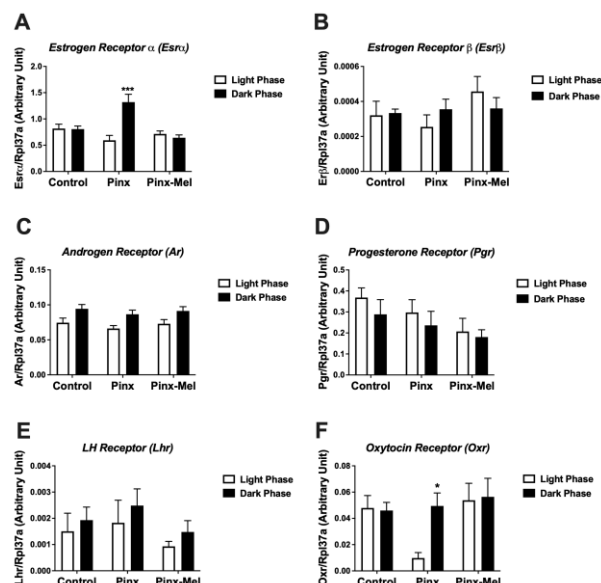 A
Estrogen Receptor α (Esrα)
Esrα/Rpl37a (Arbitrary Unit)
2.0
1.5
1.0
0.5
0.0
***
Light Phase
Dark Phase
Control Pinx Pinx-Mel
B
Estrogen Receptor β (Esrβ)
Erβ/Rpl37a (Arbitrary Unit)
0.0006
0.0004
0.0002
0.0000
Light Phase
Dark Phase
Control Pinx Pinx-Mel
C
Androgen Receptor (Ar)
Ar/Rpl37a (Arbitrary Unit)
0.15
0.10
0.05
0.00
Light Phase
Dark Phase
Control Pinx Pinx-Mel
D
Progesterone Receptor (Pgr)
Pgr/Rpl37a (Arbitrary Unit)
0.5
0.4
0.3
0.2
0.1
0.0
Light Phase
Dark Phase
Control Pinx Pinx-Mel
E
LH Receptor (Lhr)
Lhr/Rpl37a (Arbitrary Unit)
0.004
0.003
0.002
0.001
0.000
Light Phase
Dark Phase
Control Pinx Pinx-Mel
F
Oxytocin Receptor (Oxr)
Oxr/Rpl37a (Arbitrary Unit)
0.08
0.06
0.04
0.02
0.00
*
Light Phase
Dark Phase
Control Pinx Pinx-Mel